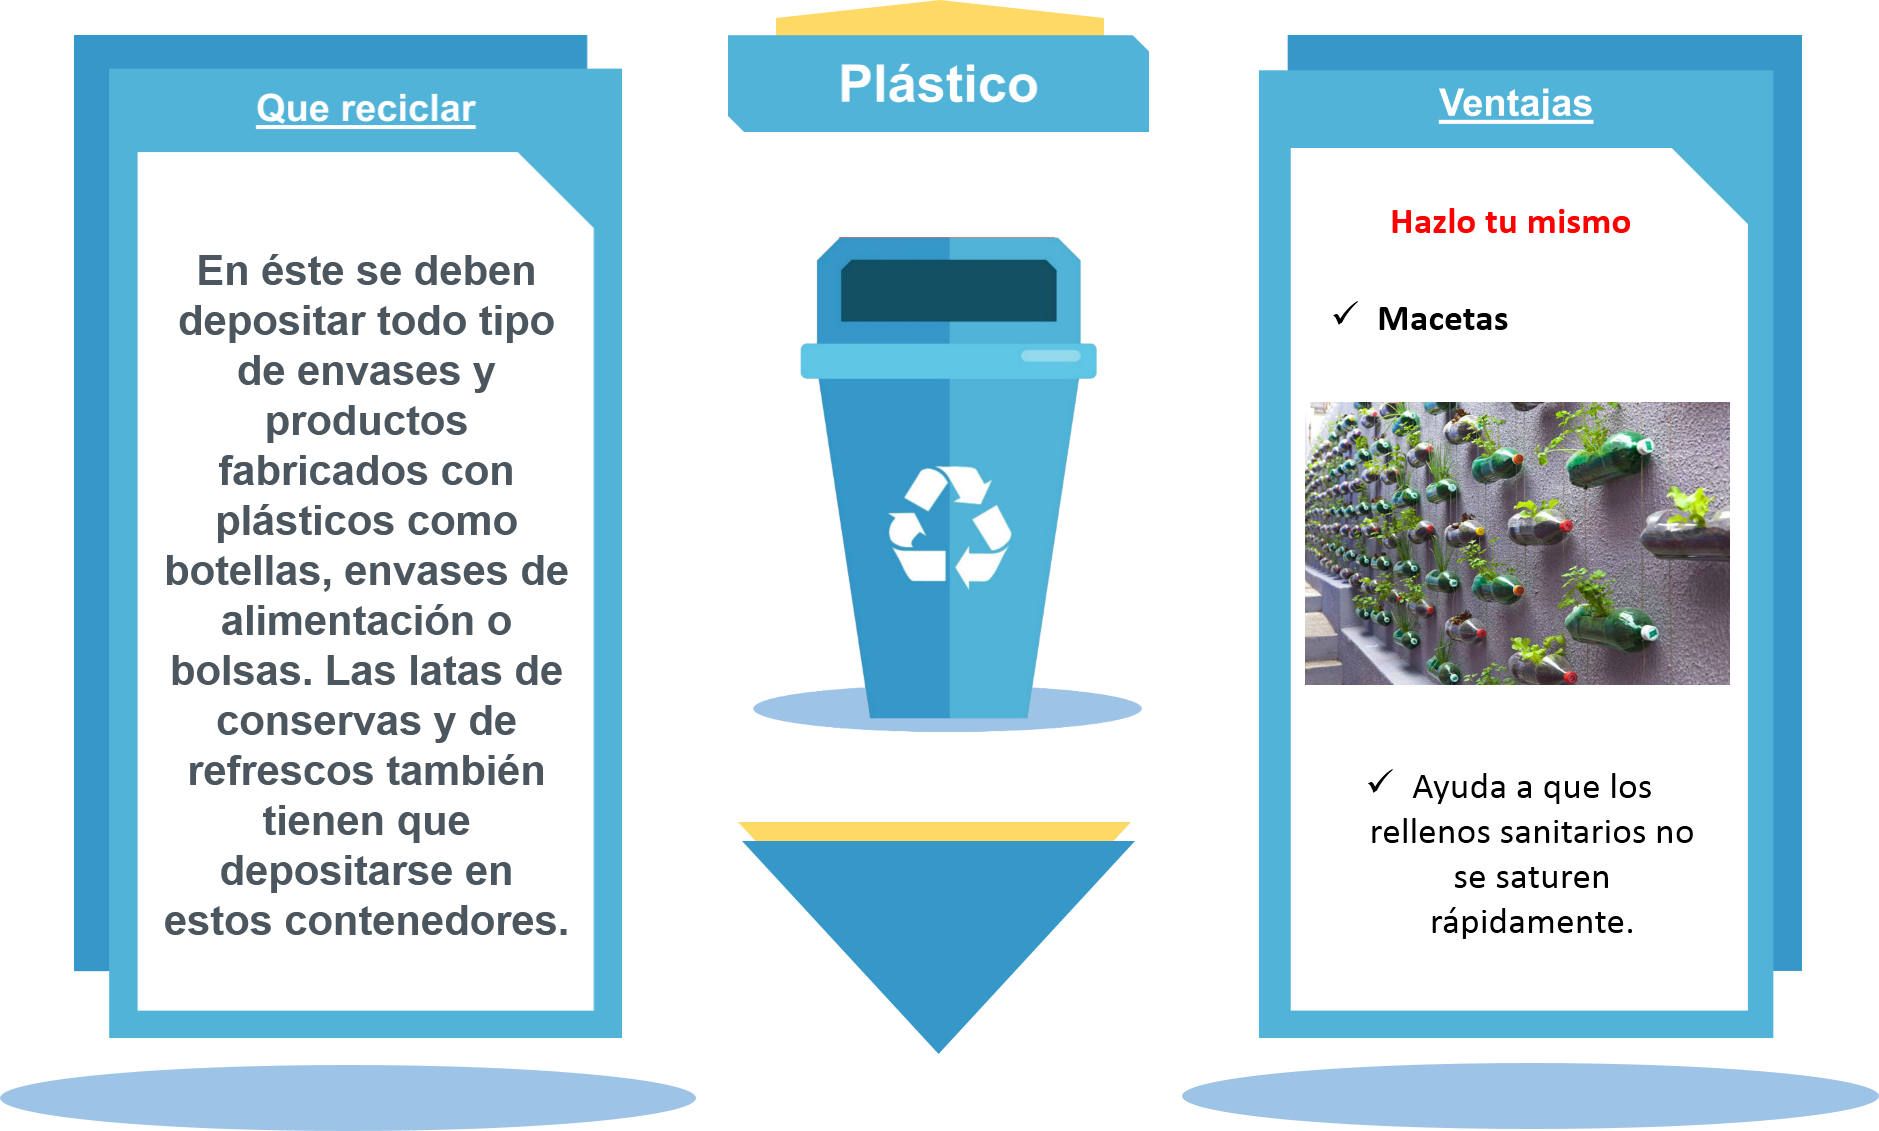 Plástico
Que reciclar
En éste se deben
depositar todo tipo
de envases y
productos
fabricados con
plásticos como
botellas, envases de
alimentación o
bolsas. Las latas de
conservas y de
refrescos también
tienen que
depositarse en
estos contenedores.
Ventajas
Hazlo tu mismo
✓ Macetas
✓ Ayuda a que los
rellenos sanitarios no
se saturen
rápidamente.